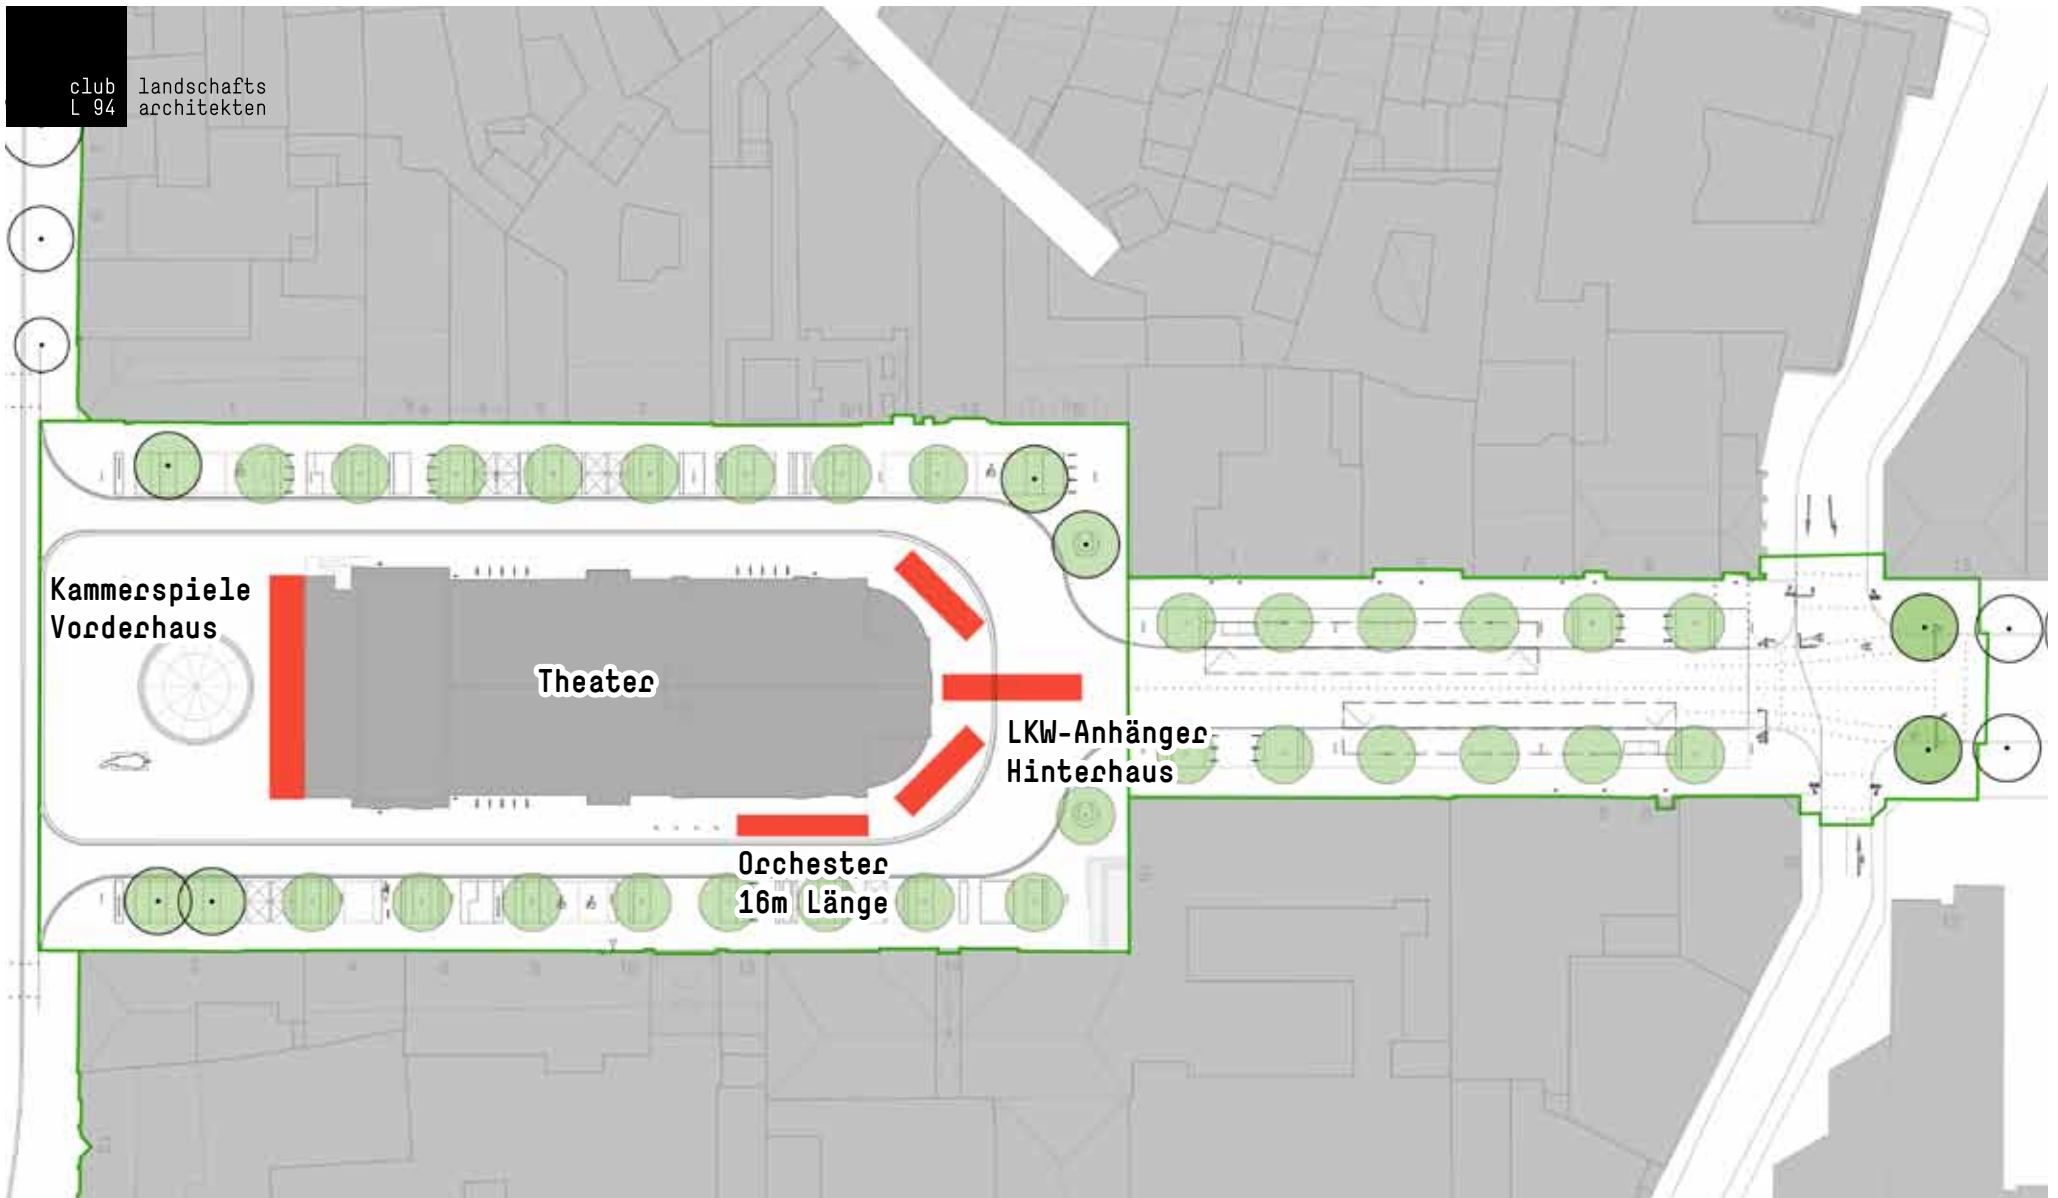 club
L 94
landschafts
architekten
Kammerspiele
Vorderhaus
Theater
LKW-Anhänger
Hinterhaus
Orchester
16m Länge